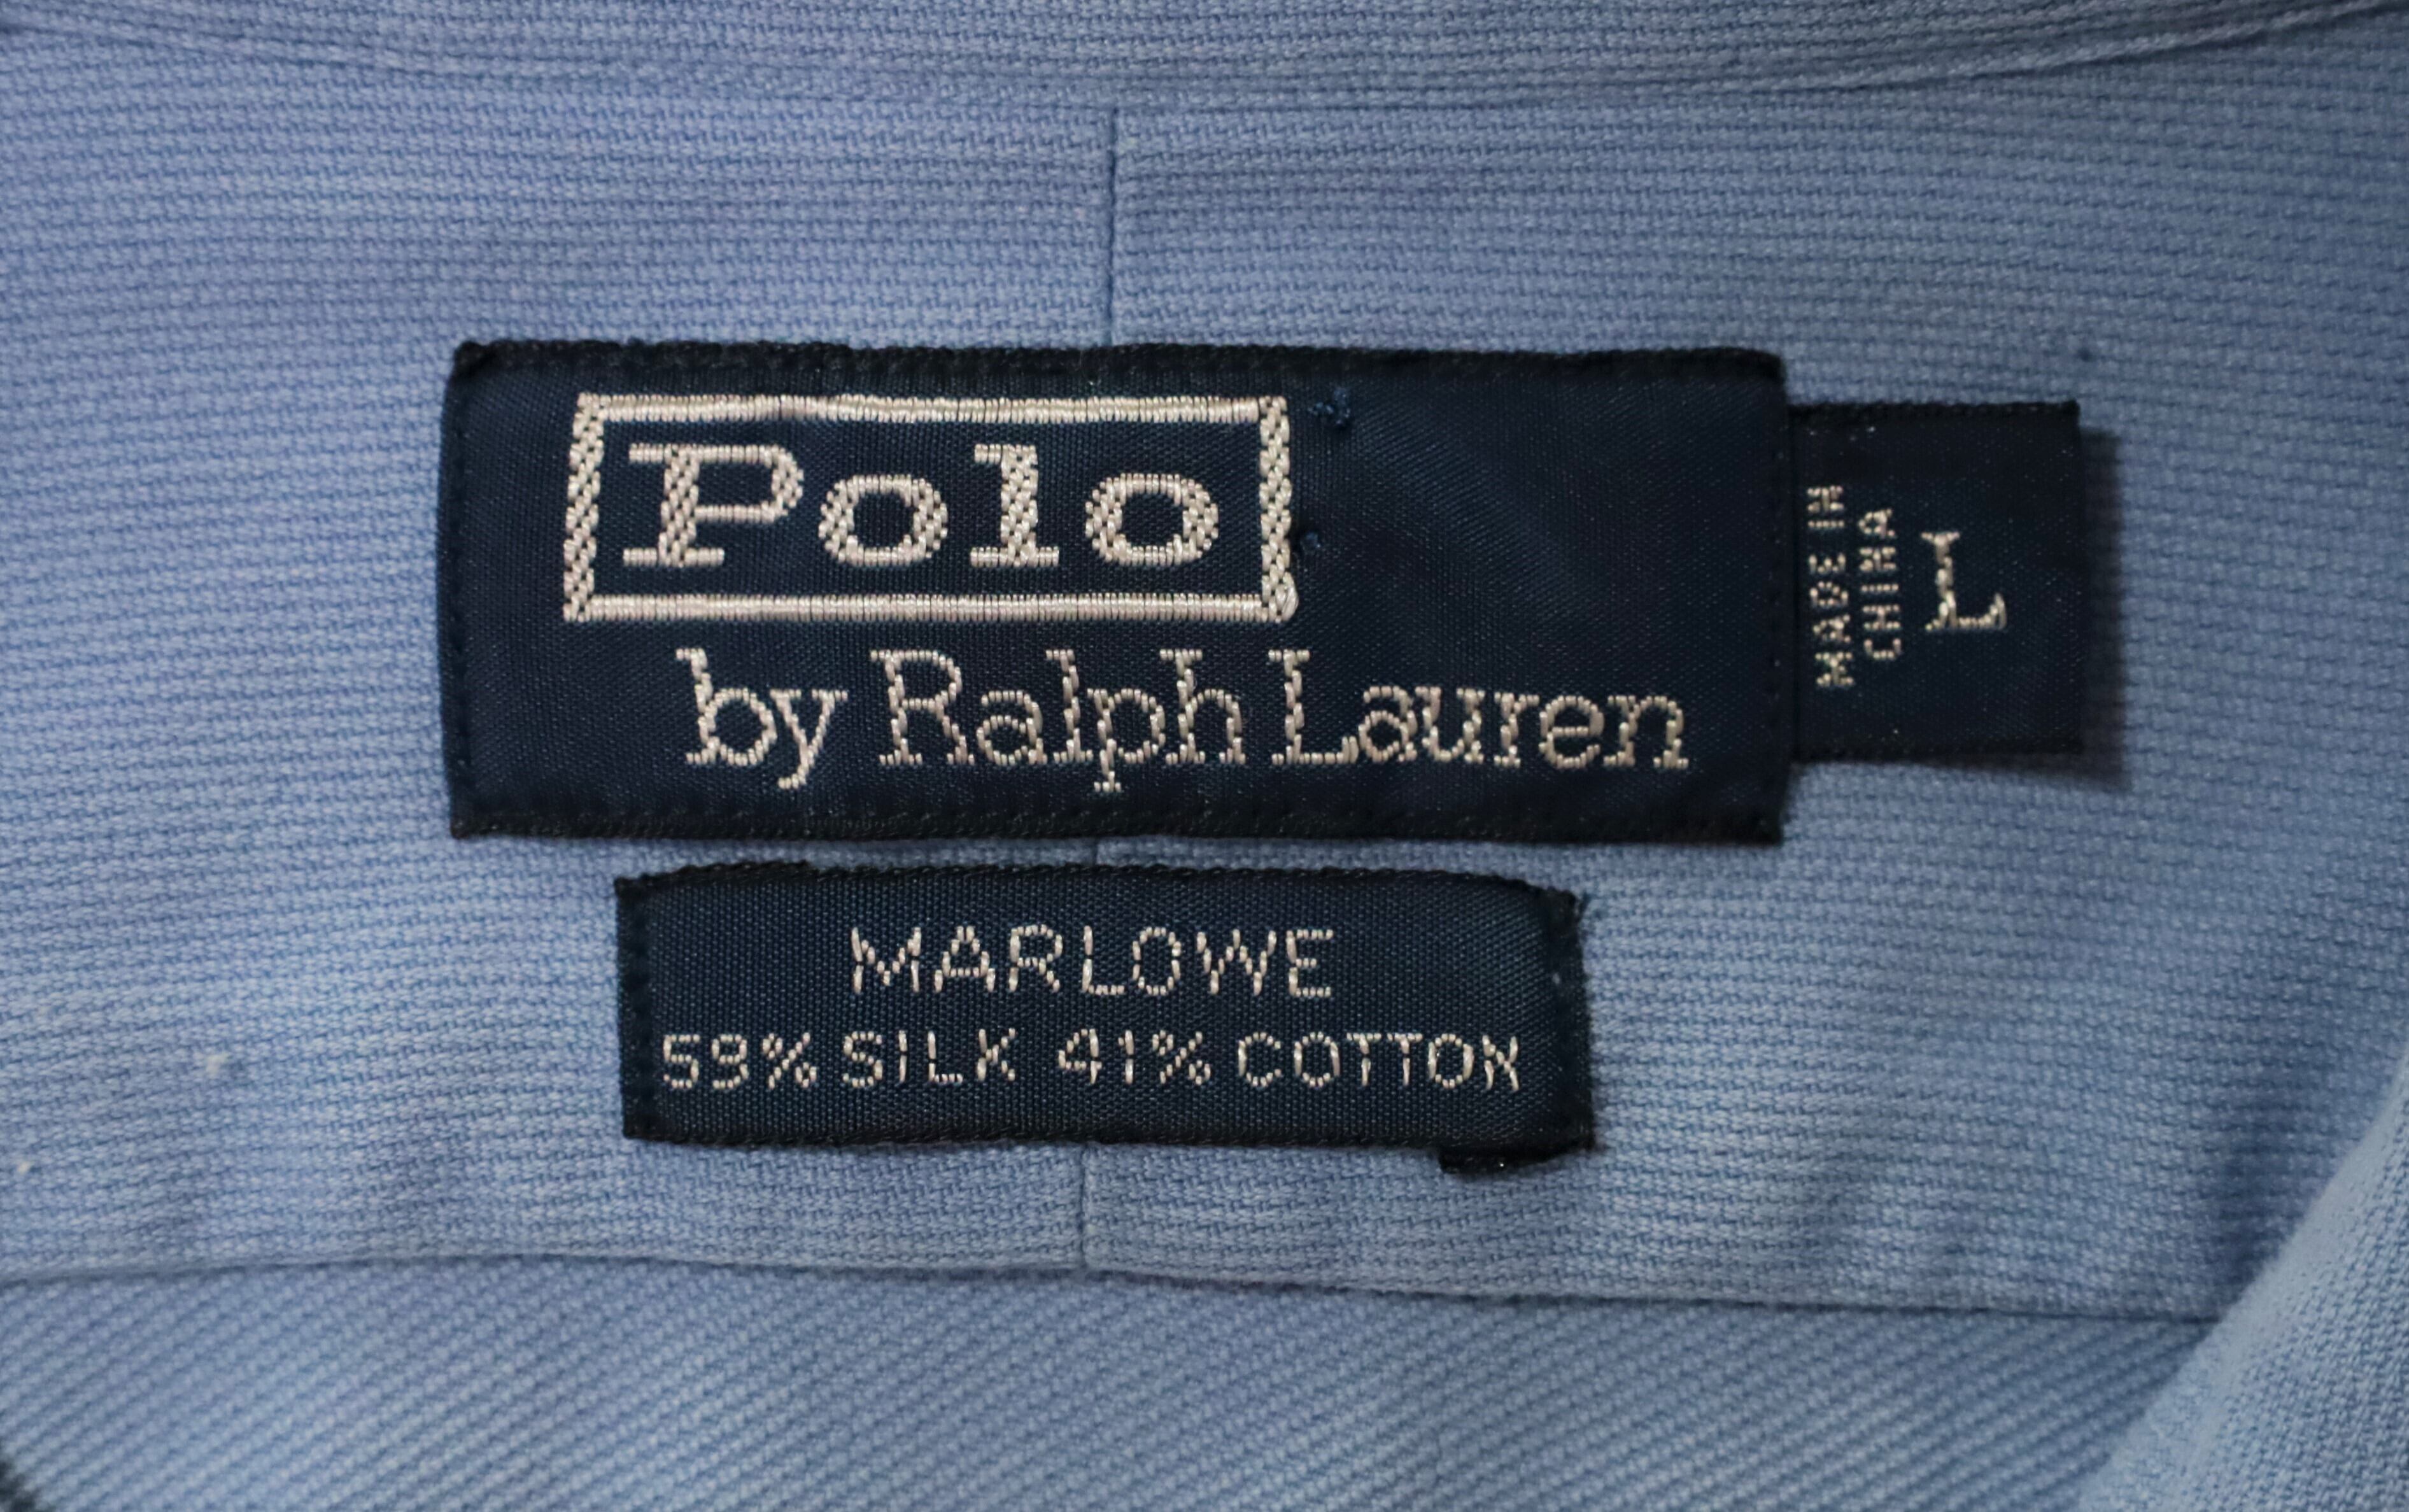 Polo
by Ralph Lauren
MADE IN
CHINA
L
MARLOWE
59% SILK 41% COTTON